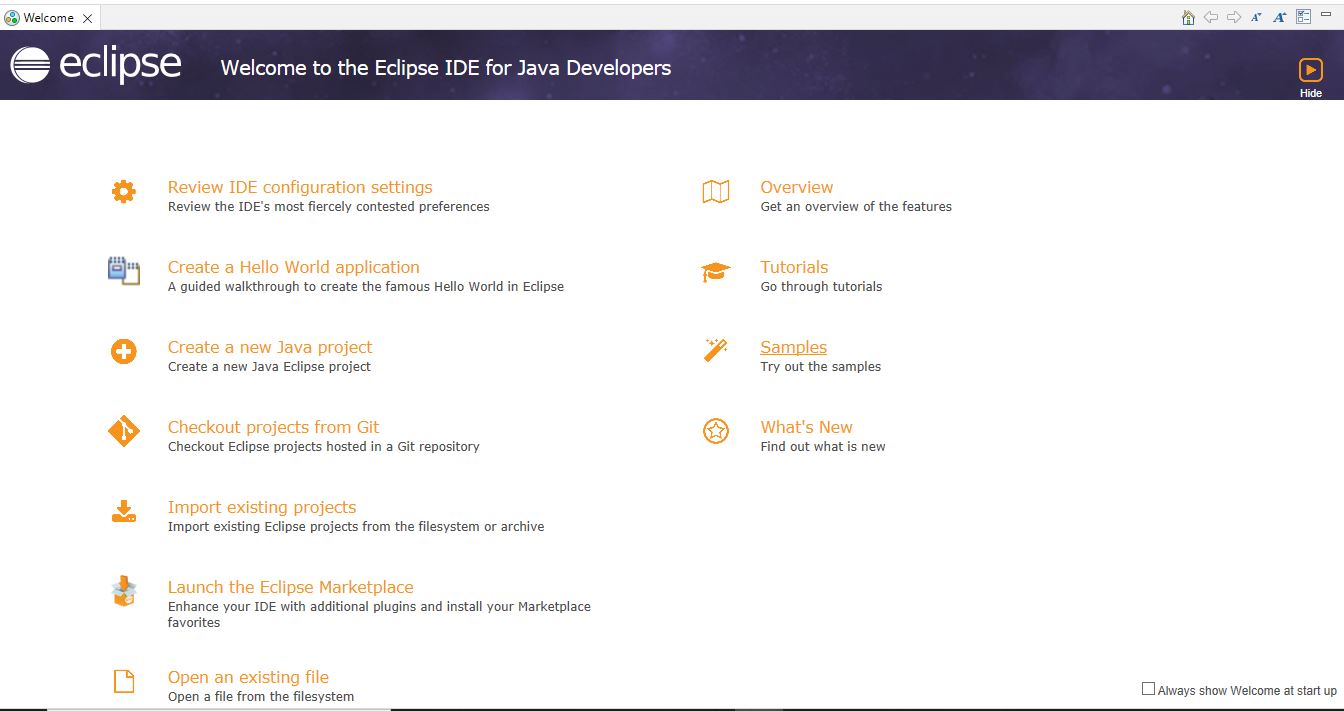 Welcome
eclipse
Welcome to the Eclipse IDE for Java Developers
Hide
Review IDE configuration settings
Review the IDE's most fiercely contested preferences
Create a Hello World application
A guided walkthrough to create the famous Hello World in Eclipse
Create a new Java project
Create a new Java Eclipse project
Checkout projects from Git
Checkout Eclipse projects hosted in a Git repository
Import existing projects
Import existing Eclipse projects from the filesystem or archive
Launch the Eclipse Marketplace
Enhance your IDE with additional plugins and install your Marketplace
favorites
Open an existing file
Open a file from the filesystem
Overview
Get an overview of the features
Tutorials
Go through tutorials
Samples
Try out the samples
What's New
Find out what is new
Always show Welcome at start up